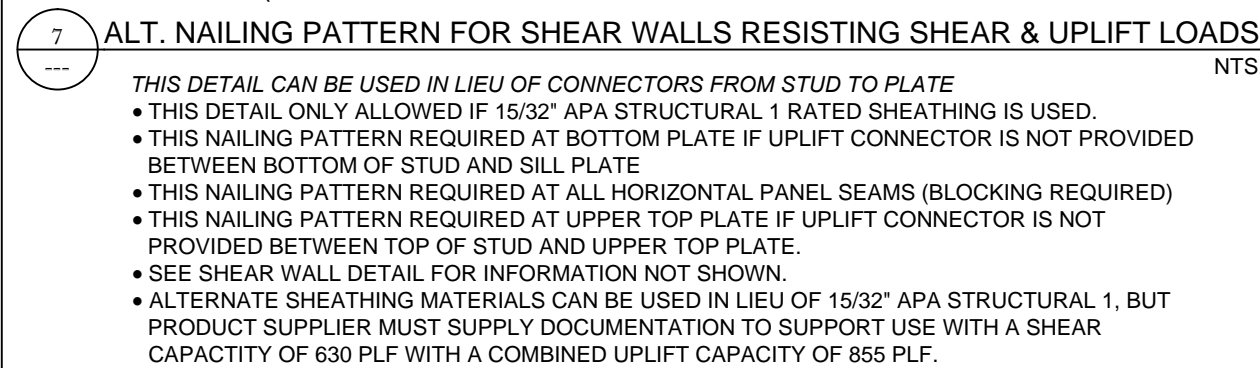 7
---
ALT. NAILING PATTERN FOR SHEAR WALLS RESISTING SHEAR & UPLIFT LOADS
NTS
THIS DETAIL CAN BE USED IN LIEU OF CONNECTORS FROM STUD TO PLATE
• THIS DETAIL ONLY ALLOWED IF 15/32" APA STRUCTURAL 1 RATED SHEATHING IS USED.
• THIS NAILING PATTERN REQUIRED AT BOTTOM PLATE IF UPLIFT CONNECTOR IS NOT PROVIDED
BETWEEN BOTTOM OF STUD AND SILL PLATE
• THIS NAILING PATTERN REQUIRED AT ALL HORIZONTAL PANEL SEAMS (BLOCKING REQUIRED)
• THIS NAILING PATTERN REQUIRED AT UPPER TOP PLATE IF UPLIFT CONNECTOR IS NOT
PROVIDED BETWEEN TOP OF STUD AND UPPER TOP PLATE.
• SEE SHEAR WALL DETAIL FOR INFORMATION NOT SHOWN.
• ALTERNATE SHEATHING MATERIALS CAN BE USED IN LIEU OF 15/32" APA STRUCTURAL 1, BUT
PRODUCT SUPPLIER MUST SUPPLY DOCUMENTATION TO SUPPORT USE WITH A SHEAR
CAPACTITY OF 630 PLF WITH A COMBINED UPLIFT CAPACITY OF 855 PLF.